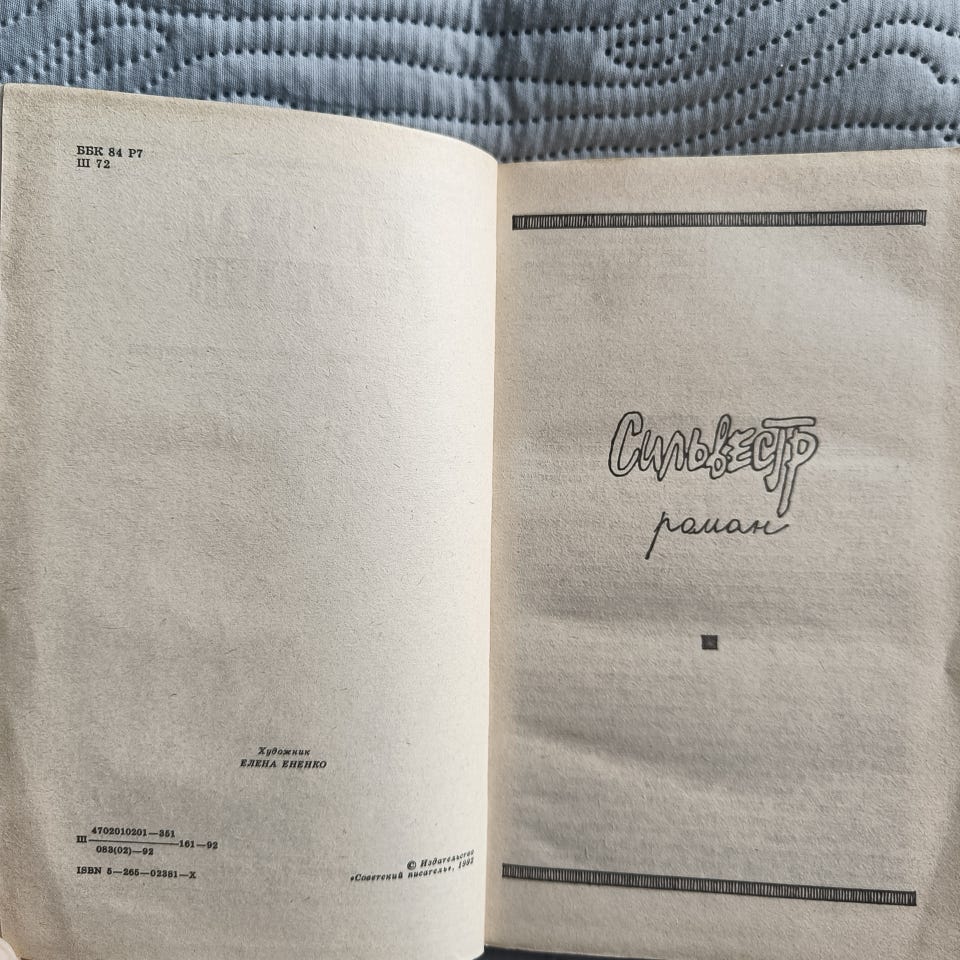 ББК 84 Р7
Ш 72
Художник
ЕЛЕНА ЕНЕНКО
4702010201—351
Ш———161—92
083(02)—92
ISBN 5—265—02381—X
© Издательство
«Советский писатель», 1992
Сильвестр
роман